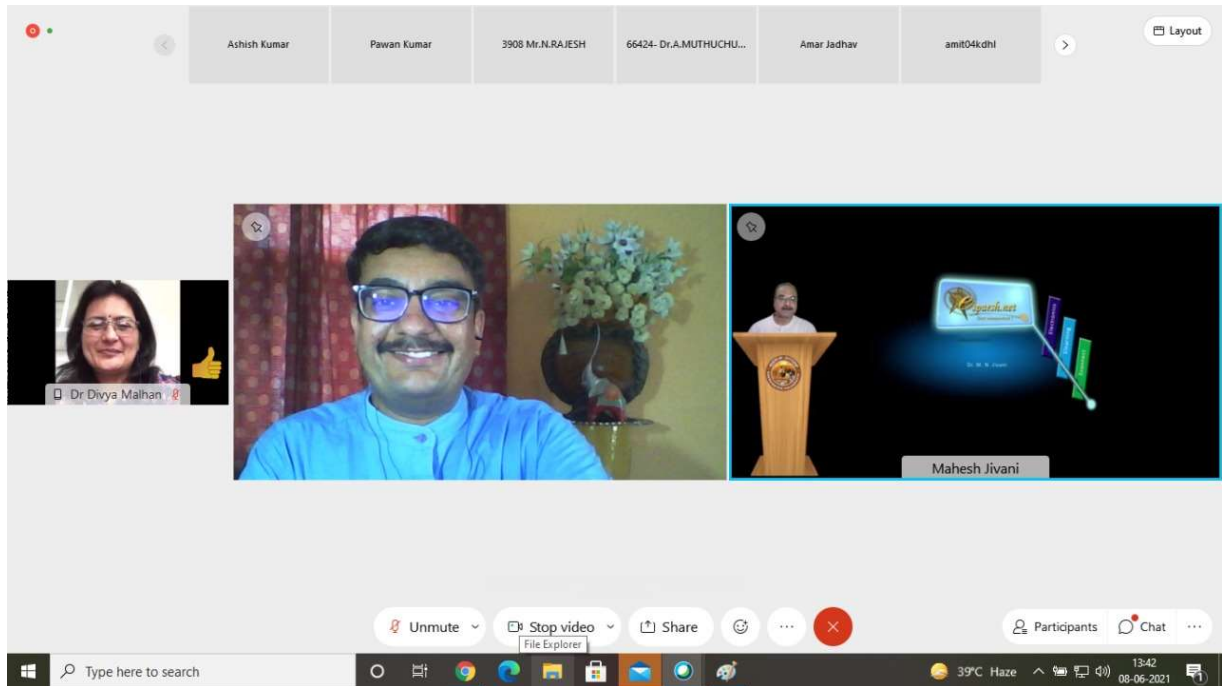 Layout
Ashish Kumar
Pawan Kumar
3908 Mr.N.RAJESH
66424- Dr.A.MUTHUCHU...
Amar Jadhav
amit04kdhl
Dr Divya Malhan
Dr. M. N. Jivani
Mahesh Jivani
Unmute
Stop video
Share
Participants
Chat
File Explorer
Type here to search
39°C Haze
13:42
08-06-2021